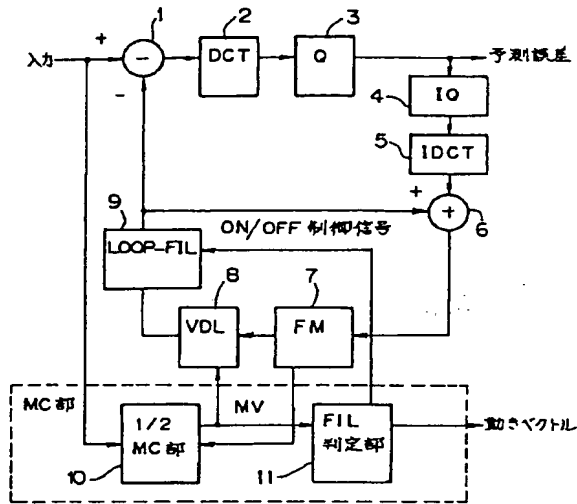 1
2
3
+
入力
−
DCT
Q
予測誤差
−
4
IQ
5
IDCT
+
9
ON/OFF 制御信号
+
6
LOOP-FIL
8
7
VDL
FM
MC部
MV
1/2
MC部
FIL
判定部
動きベクトル
10
11